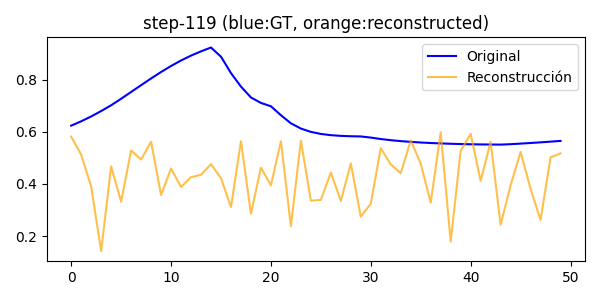 step-119 (blue:GT, orange:reconstructed)
Original
Reconstrucción
0.8
0.6
0.4
0.2
0 10 20 30 40 50